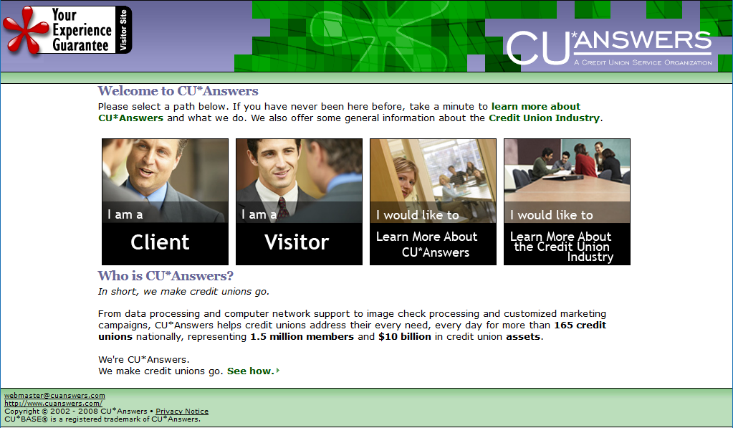 Your
Experience
Guarantee
Visitor Site
CU*ANSWERS
A CREDIT UNION SERVICE ORGANIZATION
Welcome to CU*Answers
Please select a path below. If you have never been here before, take a minute to learn more about
CU*Answers and what we do. We also offer some general information about the Credit Union Industry.
I am a
Client
I am a
Visitor
I would like to
Learn More About
CU*Answers
I would like to
Learn More About
the Credit Union
Industry
Who is CU*Answers?
In short, we make credit unions go.
From data processing and computer network support to image check processing and customized marketing
campaigns, CU*Answers helps credit unions address their every need, every day for more than 165 credit
unions nationally, representing 1.5 million members and $10 billion in credit union assets.
We're CU*Answers.
We make credit unions go. See how.
webmaster@cuanswers.com
http://www.cuanswers.com/
Copyright © 2002 - 2008 CU*Answers • Privacy Notice
CU*BASE® is a registered trademark of CU*Answers.